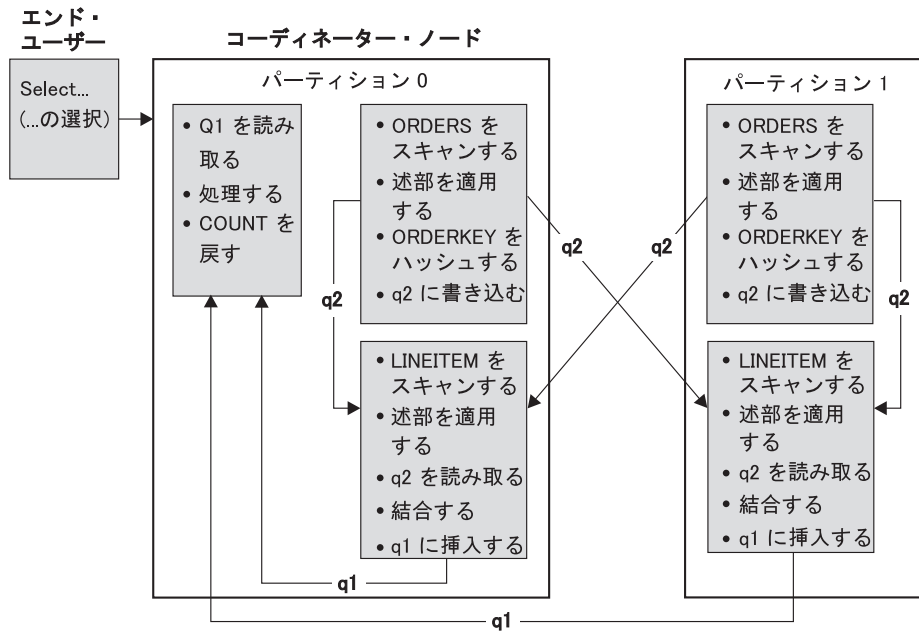 エンド・
ユーザー
Select...
(...の選択)
コーディネーター・ノード
パーティション 0
• Q1 を読み
取る
• 処理する
• COUNT を
戻す
• ORDERS を
スキャンする
• 述部を適用
する
• ORDERKEY を
ハッシュする
• q2 に書き込む
q2
• LINEITEM を
スキャンする
• 述部を適用
する
• q2 を読み取る
• 結合する
• q1 に挿入する
q2
q2
パーティション 1
• ORDERS を
スキャンする
• 述部を適用
する
• ORDERKEY を
ハッシュする
• q2 に書き込む
q2
• LINEITEM を
スキャンする
• 述部を適用
する
• q2 を読み取る
• 結合する
• q1 に挿入する
q1
q1